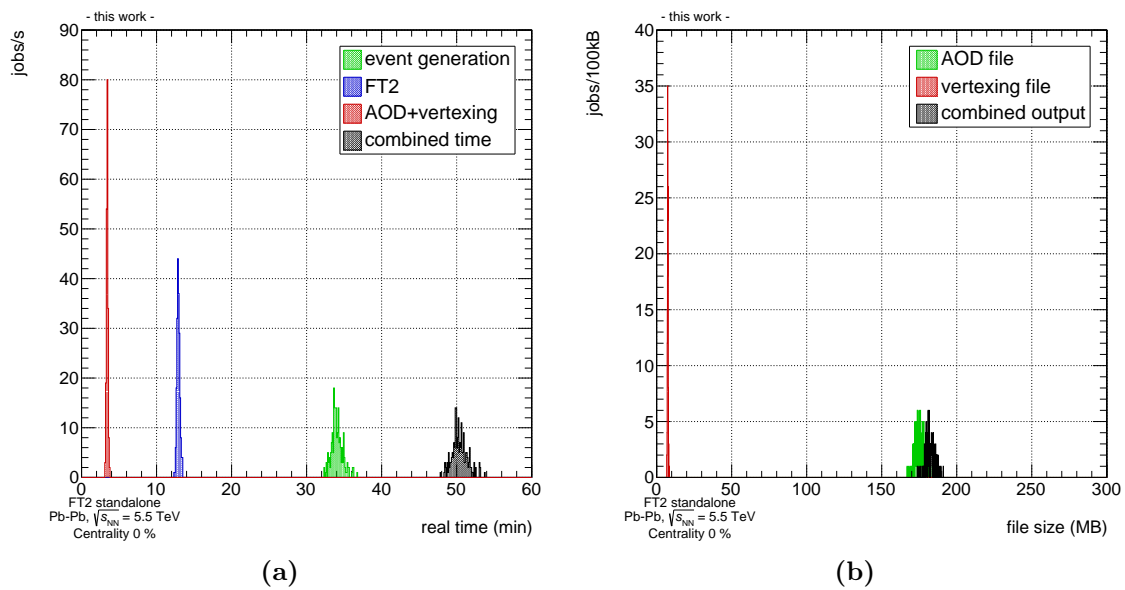 - this work -
jobs/s
90
80
70
60
50
40
30
20
10
0
0 10 20 30 40 50 60
event generation
FT2
AOD+vertexing
combined time
real time (min)
FT2 standalone
Pb-Pb, √s_NN = 5.5 TeV
Centrality 0 %
(a)
- this work -
jobs/100kB
40
35
30
25
20
15
10
5
0
0 50 100 150 200 250 300
AOD file
vertexing file
combined output
file size (MB)
FT2 standalone
Pb-Pb, √s_NN = 5.5 TeV
Centrality 0 %
(b)